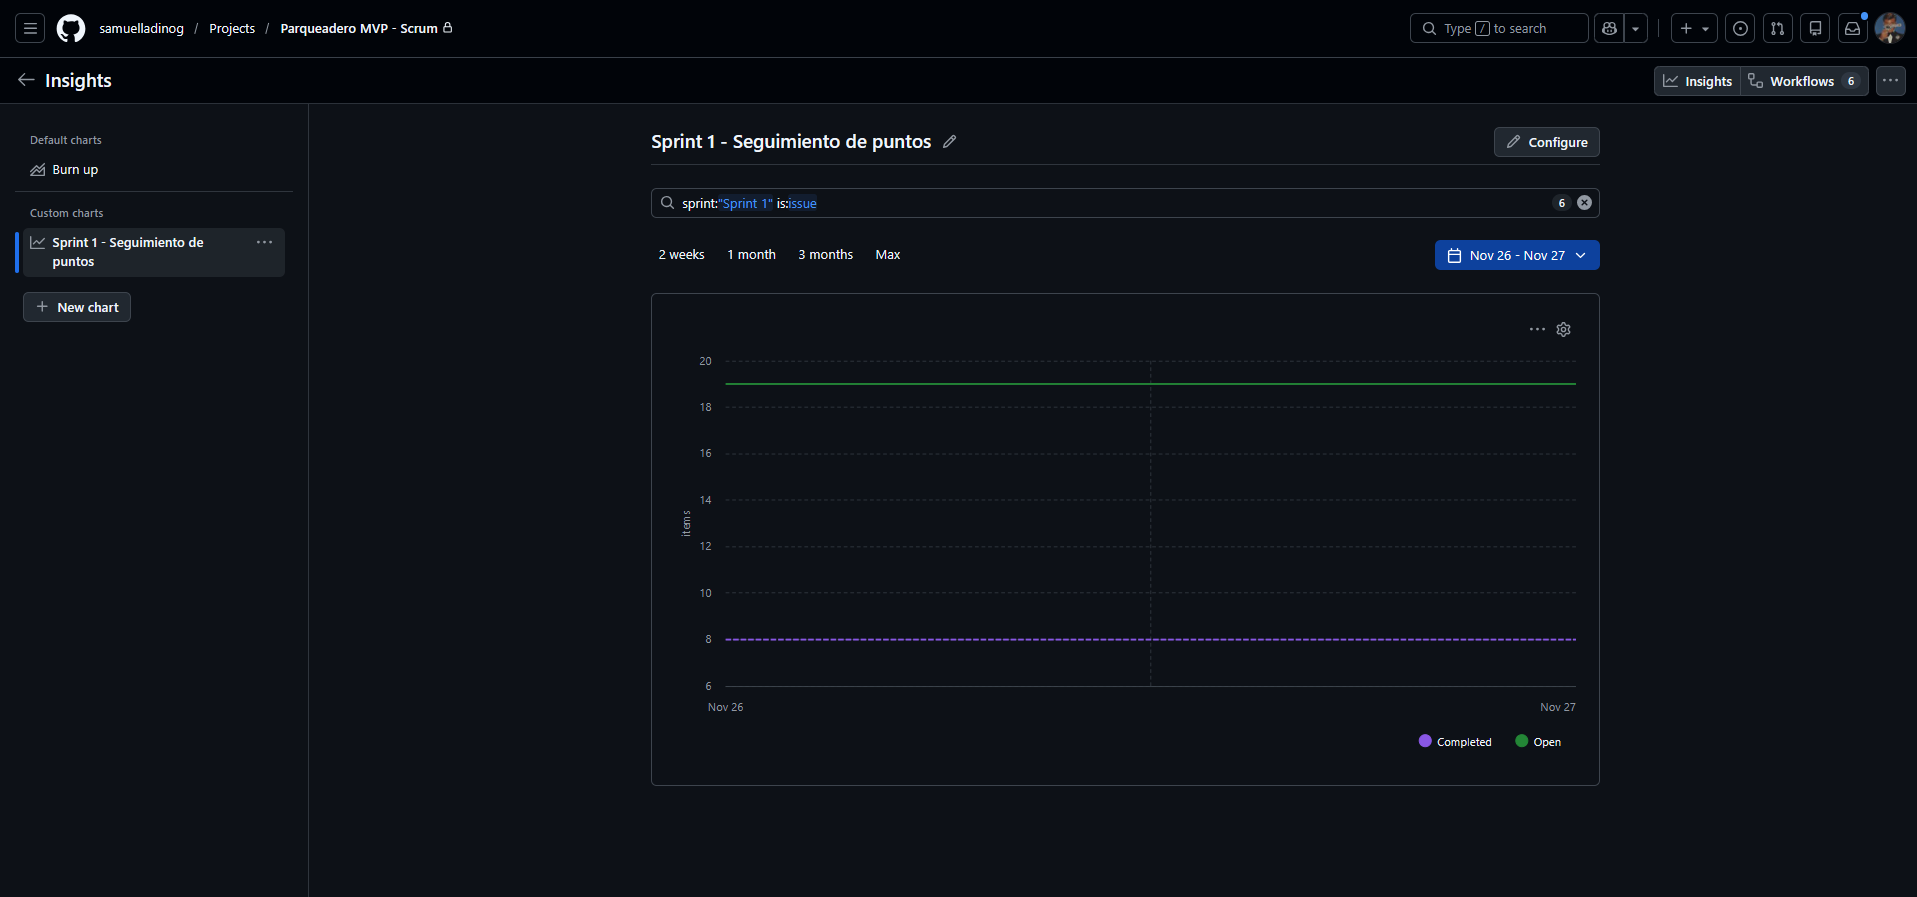 samuelladinog / Projects / Parqueadero MVP - Scrum
Type / to search
Insights
Insights
Workflows 6
Default charts
Burn up
Custom charts
Sprint 1 - Seguimiento de
puntos
New chart
Sprint 1 - Seguimiento de puntos
Configure
sprint:"Sprint 1" is:issue
6
2 weeks
1 month
3 months
Max
Nov 26 - Nov 27
20
18
16
14
items
12
10
8
6
Nov 26
Nov 27
Completed
Open